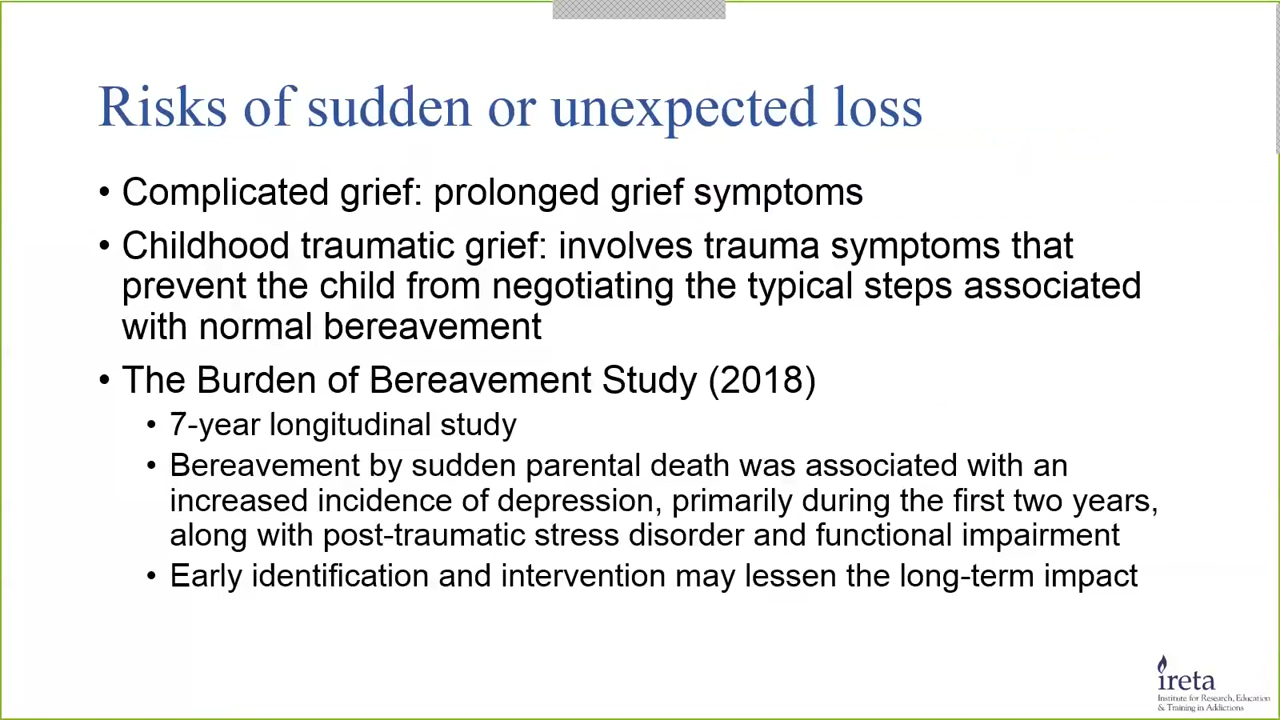 Risks of sudden or unexpected loss
• Complicated grief: prolonged grief symptoms
• Childhood traumatic grief: involves trauma symptoms that
prevent the child from negotiating the typical steps associated
with normal bereavement
• The Burden of Bereavement Study (2018)
• 7-year longitudinal study
• Bereavement by sudden parental death was associated with an
increased incidence of depression, primarily during the first two years,
along with post-traumatic stress disorder and functional impairment
• Early identification and intervention may lessen the long-term impact
ireta
Institute for Research, Education
& Training in Addictions